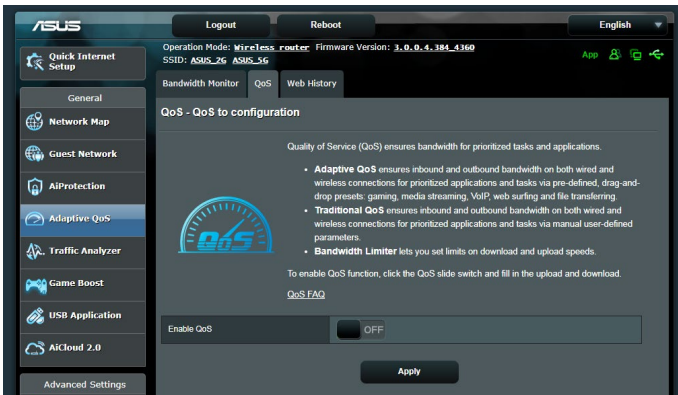 ASUS
Logout
Reboot
English
Quick Internet
Setup
Operation Mode: Wireless router Firmware Version: 3.0.0.4.384_4360
SSID: ASUS_2G ASUS_5G
App
General
Network Map
Guest Network
AiProtection
Adaptive QoS
Traffic Analyzer
Game Boost
USB Application
AiCloud 2.0
Advanced Settings
Bandwidth Monitor QoS Web History
QoS - QoS to configuration
QoS
Quality of Service (QoS) ensures bandwidth for prioritized tasks and applications.
• Adaptive QoS ensures inbound and outbound bandwidth on both wired and
wireless connections for prioritized applications and tasks via pre-defined, drag-and-
drop presets: gaming, media streaming, VoIP, web surfing and file transferring.
• Traditional QoS ensures inbound and outbound bandwidth on both wired and
wireless connections for prioritized applications and tasks via manual user-defined
parameters.
• Bandwidth Limiter lets you set limits on download and upload speeds.
To enable QoS function, click the QoS slide switch and fill in the upload and download.
QoS FAQ
Enable QoS
OFF
Apply